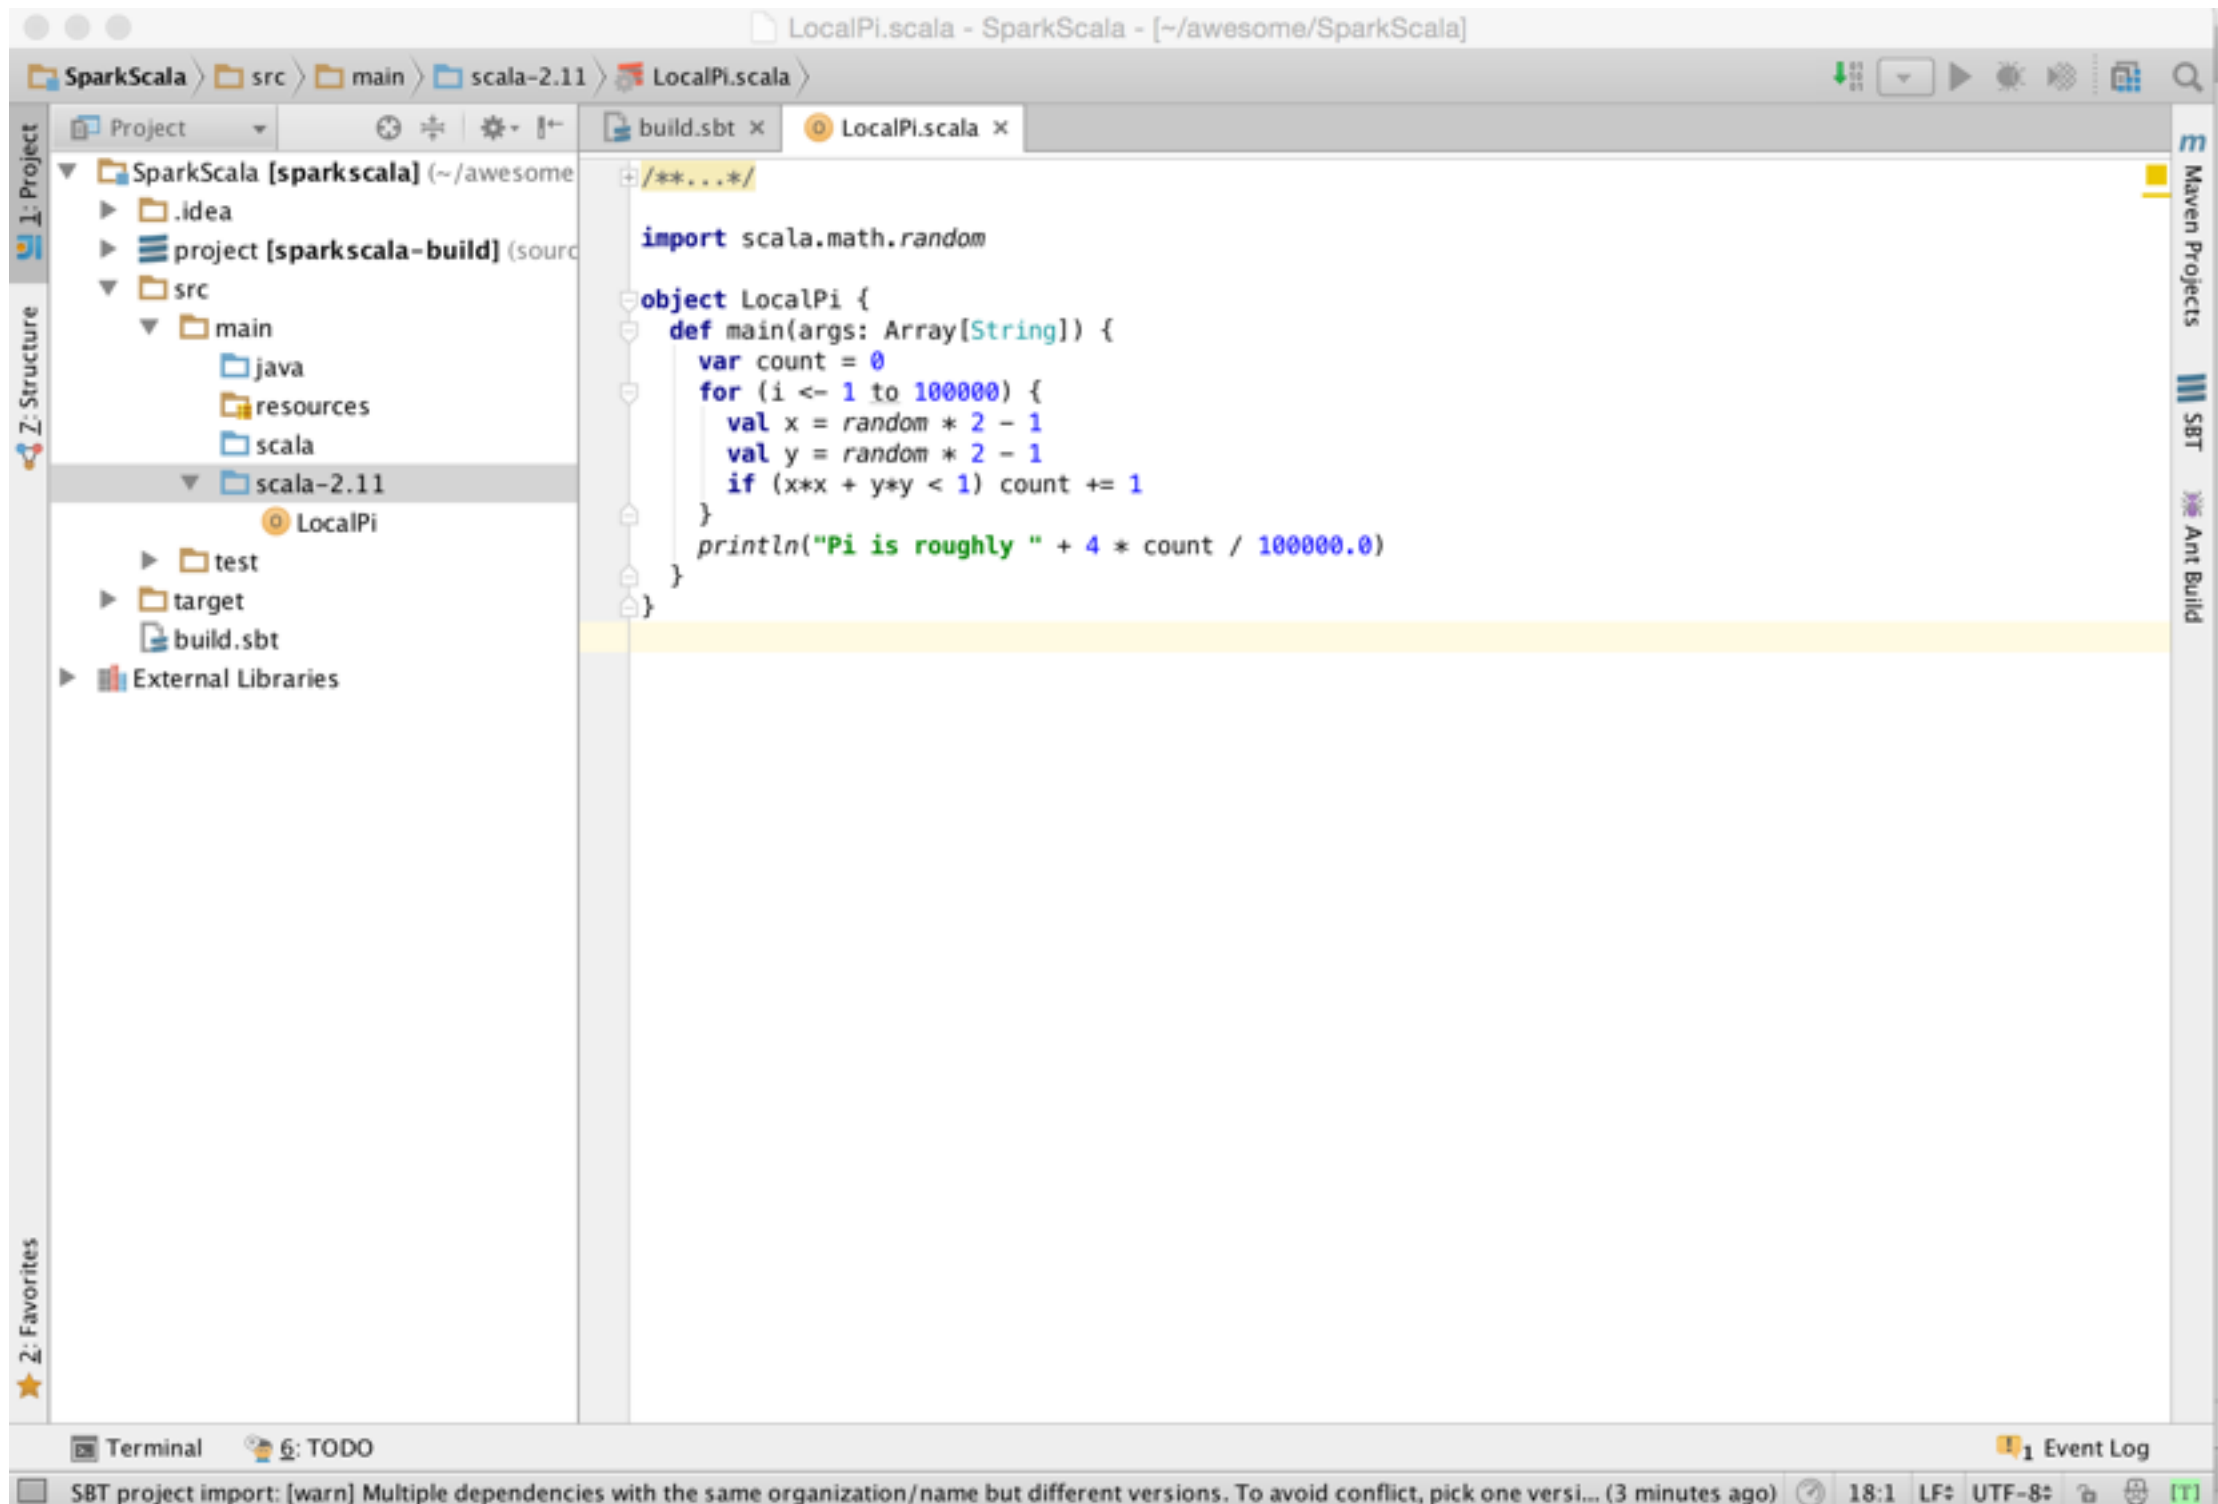 LocalPi.scala - SparkScala - [~/awesome/SparkScala]
SparkScala src main scala-2.11 LocalPi.scala
1: Project
Z: Structure
2: Favorites
Project
SparkScala [sparkscala] (~/awesome
.idea
project [sparkscala-build] (sourc
src
main
java
resources
scala
scala-2.11
LocalPi
test
target
build.sbt
External Libraries
build.sbt × LocalPi.scala ×
/**...*/
import scala.math.random
object LocalPi {
def main(args: Array[String]) {
var count = 0
for (i <- 1 to 100000) {
val x = random * 2 - 1
val y = random * 2 - 1
if (x*x + y*y < 1) count += 1
}
println("Pi is roughly " + 4 * count / 100000.0)
}
}
m Maven Projects
SBT
Ant Build
Terminal 6: TODO
1 Event Log
SBT project import: [warn] Multiple dependencies with the same organization/name but different versions. To avoid conflict, pick one versi... (3 minutes ago) 18:1 LF UTF-8 [T]